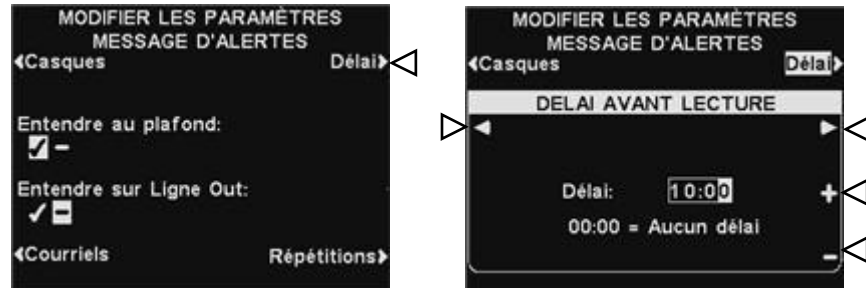 MODIFIER LES PARAMÈTRES
MESSAGE D'ALERTES
Casques Délai
Entendre au plafond:
Entendre sur Ligne Out:
Courriels Répétitions
MODIFIER LES PARAMÈTRES
MESSAGE D'ALERTES
Casques Délai
DELAI AVANT LECTURE
Délai: 10:00 +
00:00 = Aucun délai
-